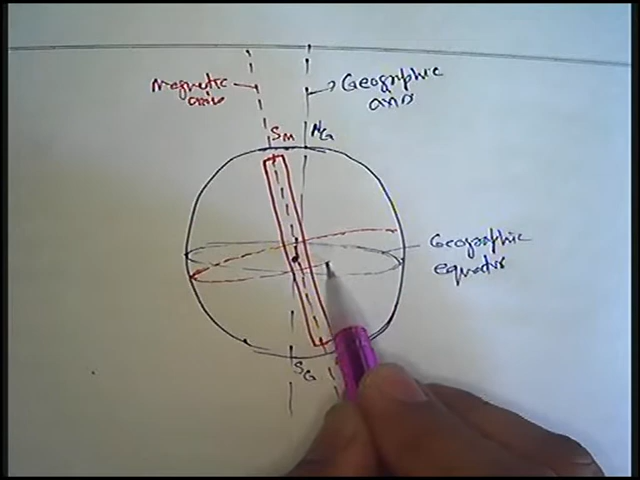 Magnetic
axis
Geographic
axis
SM
NG
Geographic
equator
SG